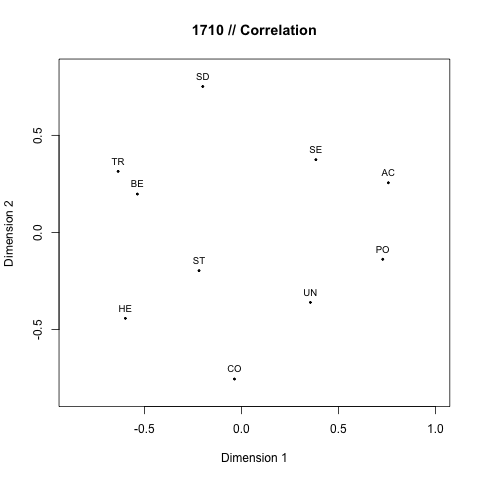 1710 // Correlation
SD
SE
TR
AC
BE
PO
ST
UN
HE
CO
Dimension 2
0.5
0.0
-0.5
-0.5
0.0
0.5
1.0
Dimension 1